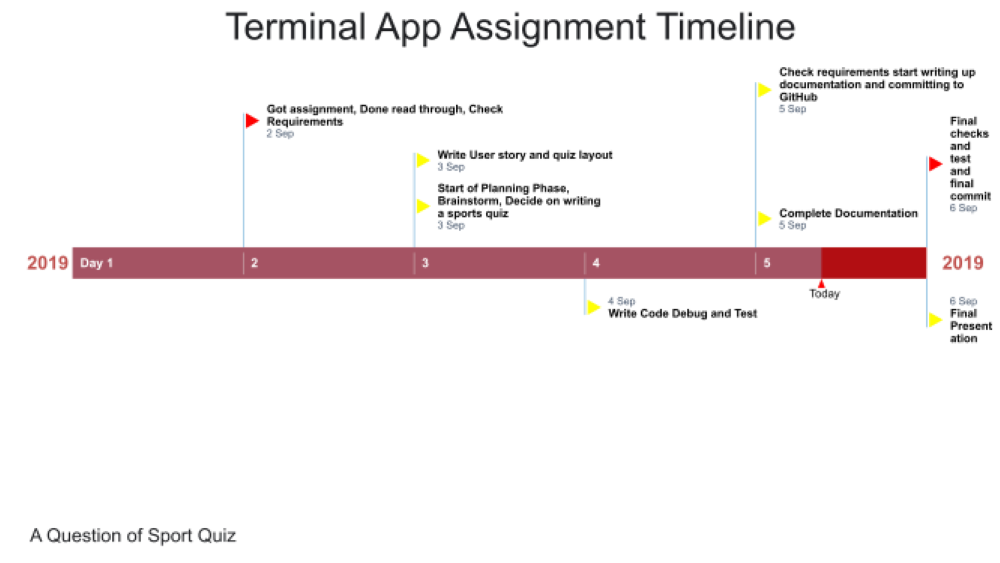 Terminal App Assignment Timeline
Check requirements start writing up
documentation and committing to
GitHub
5 Sep
Got assignment, Done read through, Check
Requirements
2 Sep
Final
checks
and
test
and
final
commit
6 Sep
Write User story and quiz layout
3 Sep
Start of Planning Phase,
Brainstorm, Decide on writing
a sports quiz
3 Sep
Complete Documentation
5 Sep
2019 Day 1 2 3 4 5 2019
Today
4 Sep
Write Code Debug and Test
6 Sep
Final
Present
ation
A Question of Sport Quiz